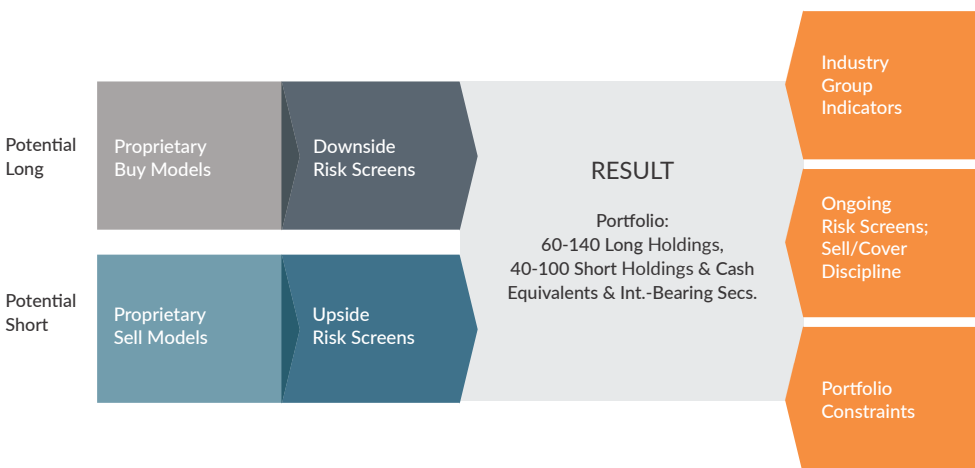 Potential
Long
Proprietary
Buy Models
Downside
Risk Screens
Potential
Short
Proprietary
Sell Models
Upside
Risk Screens
RESULT
Portfolio:
60-140 Long Holdings,
40-100 Short Holdings & Cash
Equivalents & Int.-Bearing Secs.
Industry
Group
Indicators
Ongoing
Risk Screens;
Sell/Cover
Discipline
Portfolio
Constraints